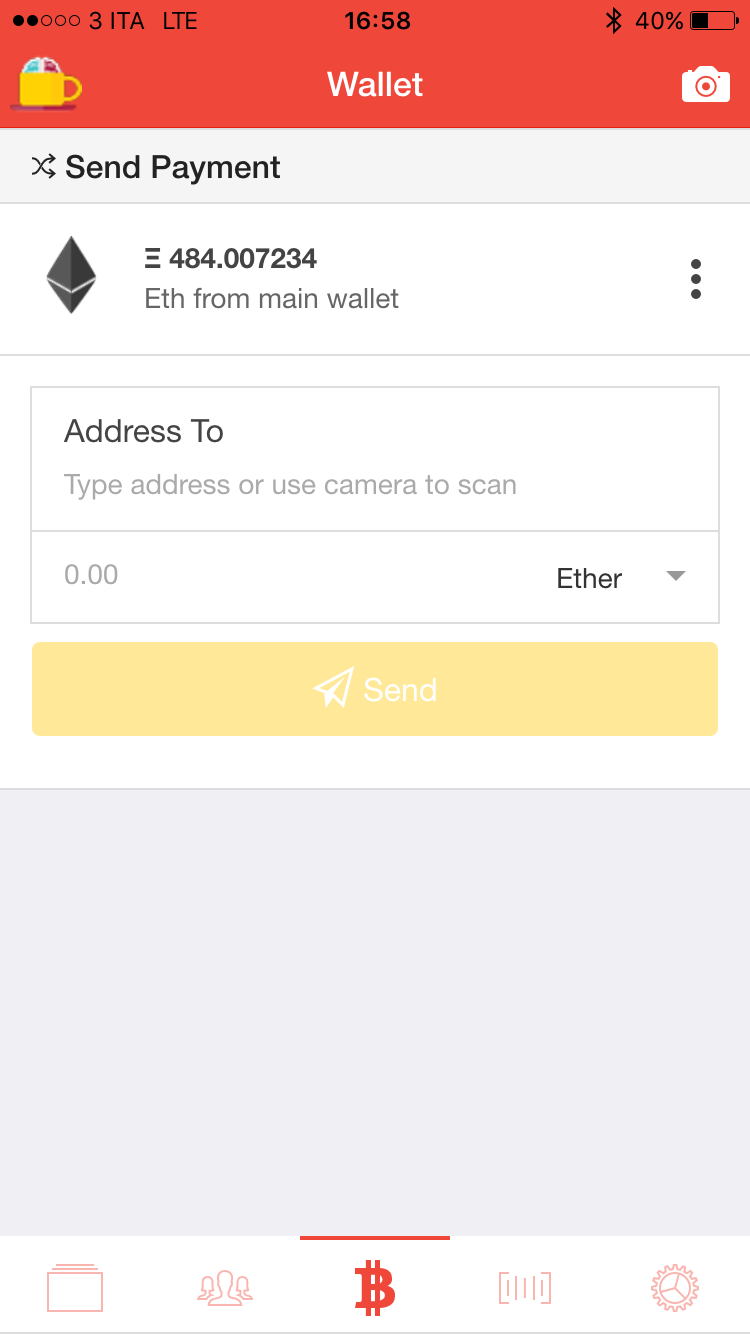 3 ITA LTE 16:58 40%
Wallet
Send Payment
Ξ 484.007234
Eth from main wallet
Address To
Type address or use camera to scan
0.00 Ether
Send